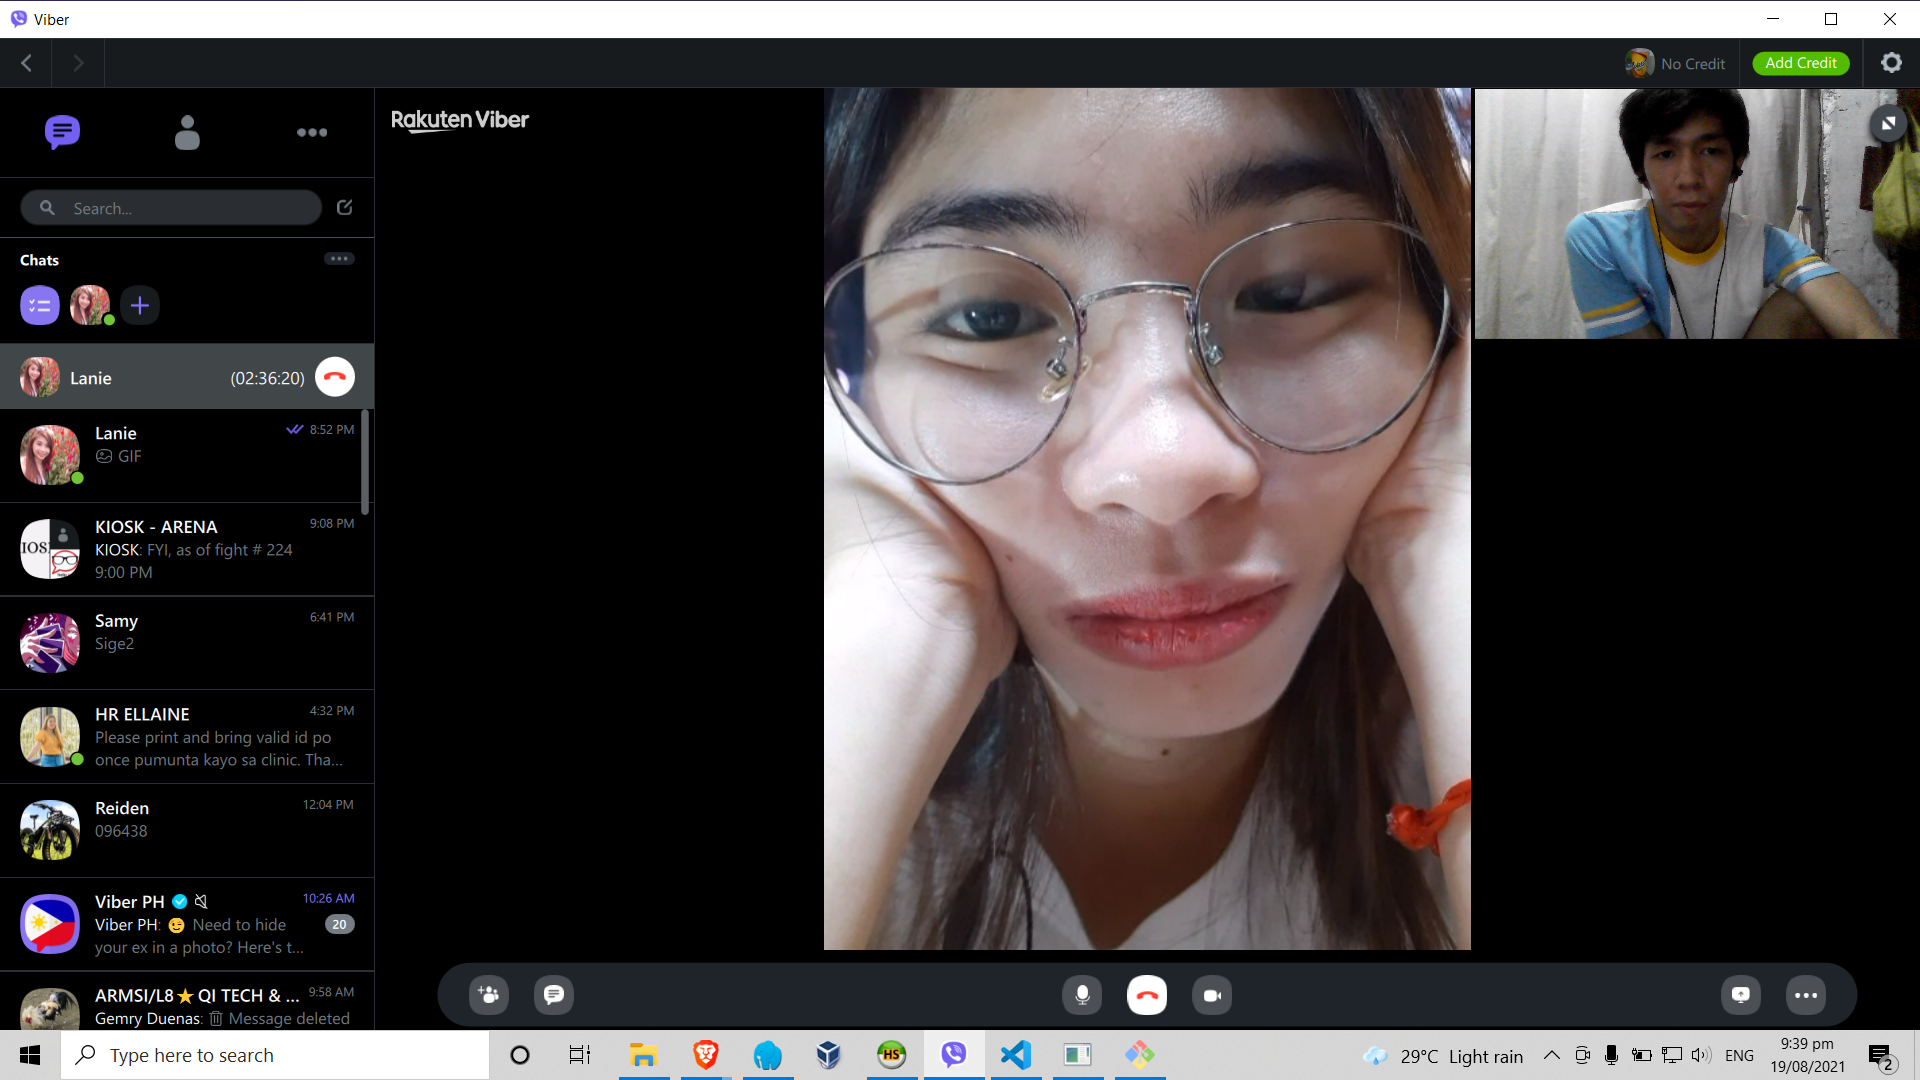 Viber
No Credit
Add Credit
Rakuten Viber
Search...
Chats
Lanie
(02:36:20)
Lanie
8:52 PM
GIF
KIOSK - ARENA
9:08 PM
KIOSK: FYI, as of fight # 224
9:00 PM
Samy
6:41 PM
Sige2
HR ELLAINE
4:32 PM
Please print and bring valid id po
once pumunta kayo sa clinic. Tha...
Reiden
12:04 PM
096438
Viber PH
10:26 AM
Viber PH: 😉 Need to hide
20
your ex in a photo? Here's t...
ARMSI/L8⭐QI TECH & ...
9:58 AM
Gemry Duenas: Message deleted
Type here to search
HS
29°C Light rain
ENG
9:39 pm
19/08/2021
2